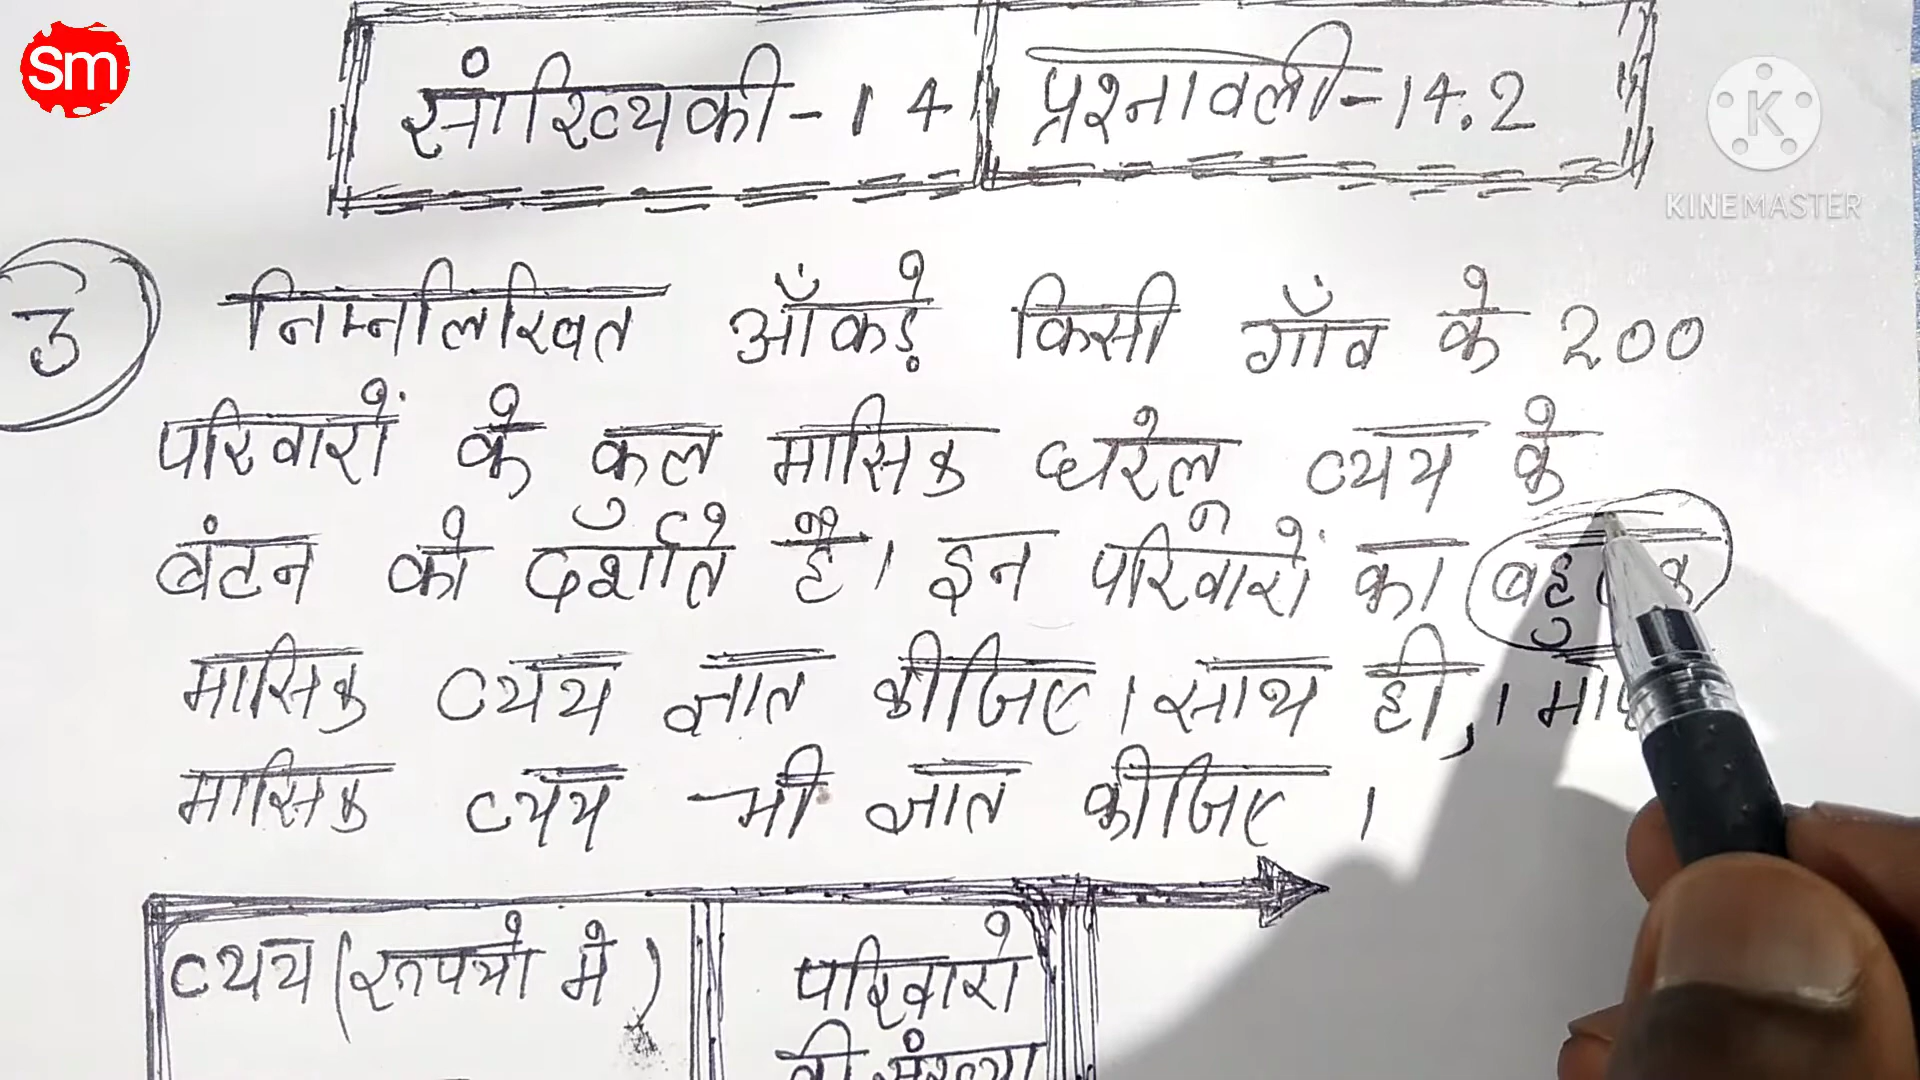 Sm
सांख्यिकी-14 प्रश्नावली-14.2
K
KINEMASTER
3 निम्नलिखित आँकड़े किसी गाँव के 200
परिवारों के कुल मासिक घरेलू व्यय के
बंटन को दर्शाते है। इन परिवारों का
मासिक व्यय ज्ञात कीजिए। साथ ही,।
मासिक व्यय भी ज्ञात कीजिए।
व्यय (रूपयो मे) परिवारो
की संख्या